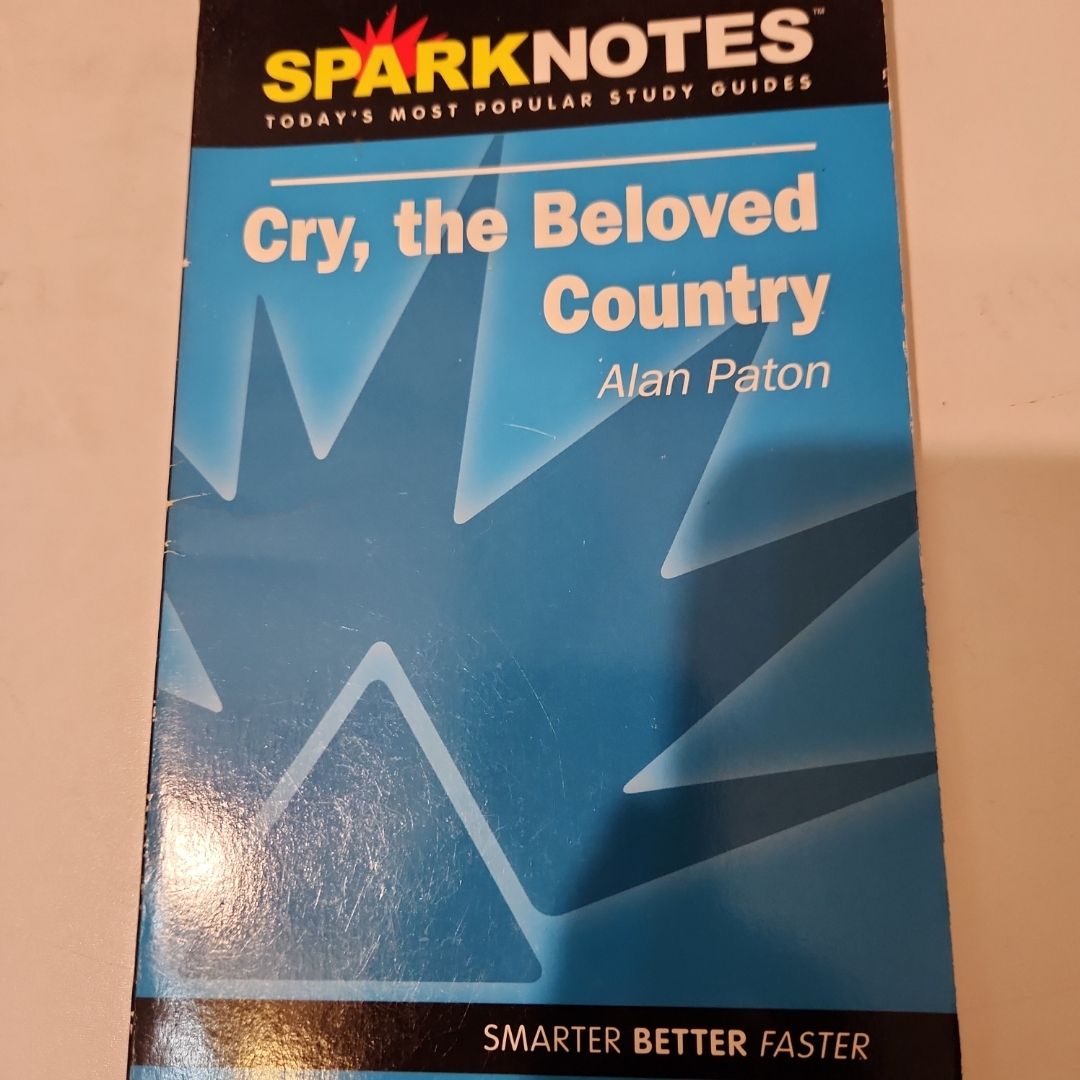 SPARKNOTES™
TODAY'S MOST POPULAR STUDY GUIDES
Cry, the Beloved
Country
Alan Paton
SMARTER BETTER FASTER